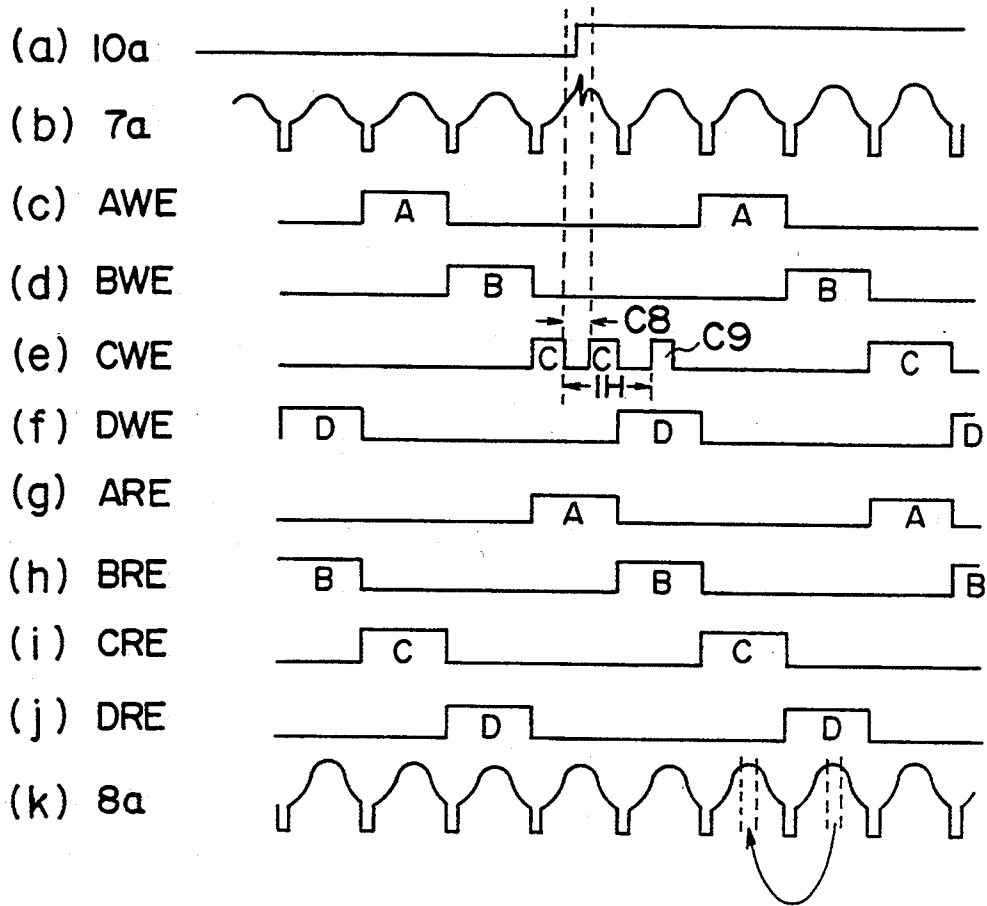 (a) 10a
(b) 7a
(c) AWE A A
(d) BWE B B
C8
(e) CWE C C C9 C
1H
(f) DWE D D D
(g) ARE A A
(h) BRE B B B
(i) CRE C C
(j) DRE D D
(k) 8a